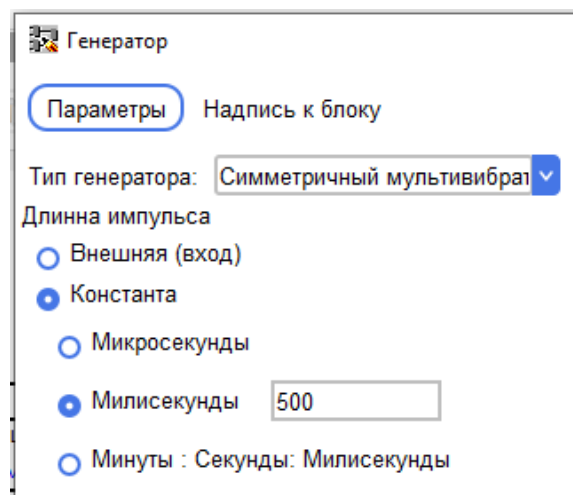 Генератор
Параметры Надпись к блоку
Тип генератора: Симметричный мультивибрат
Длинна импульса
Внешняя (вход)
Константа
Микросекунды
Милисекунды 500
Минуты : Секунды: Милисекунды